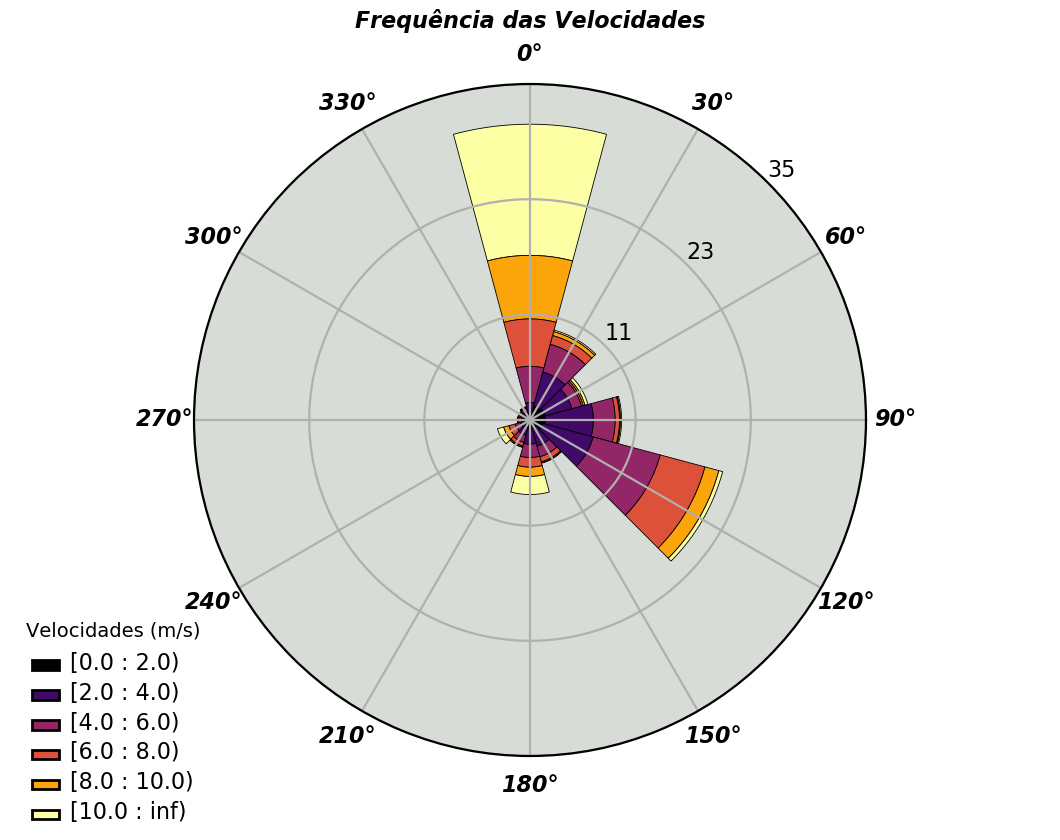 Frequência das Velocidades
0°
330°
30°
35
300°
60°
23
11
270°
90°
240°
120°
210°
150°
180°
Velocidades (m/s)
[0.0 : 2.0)
[2.0 : 4.0)
[4.0 : 6.0)
[6.0 : 8.0)
[8.0 : 10.0)
[10.0 : inf)